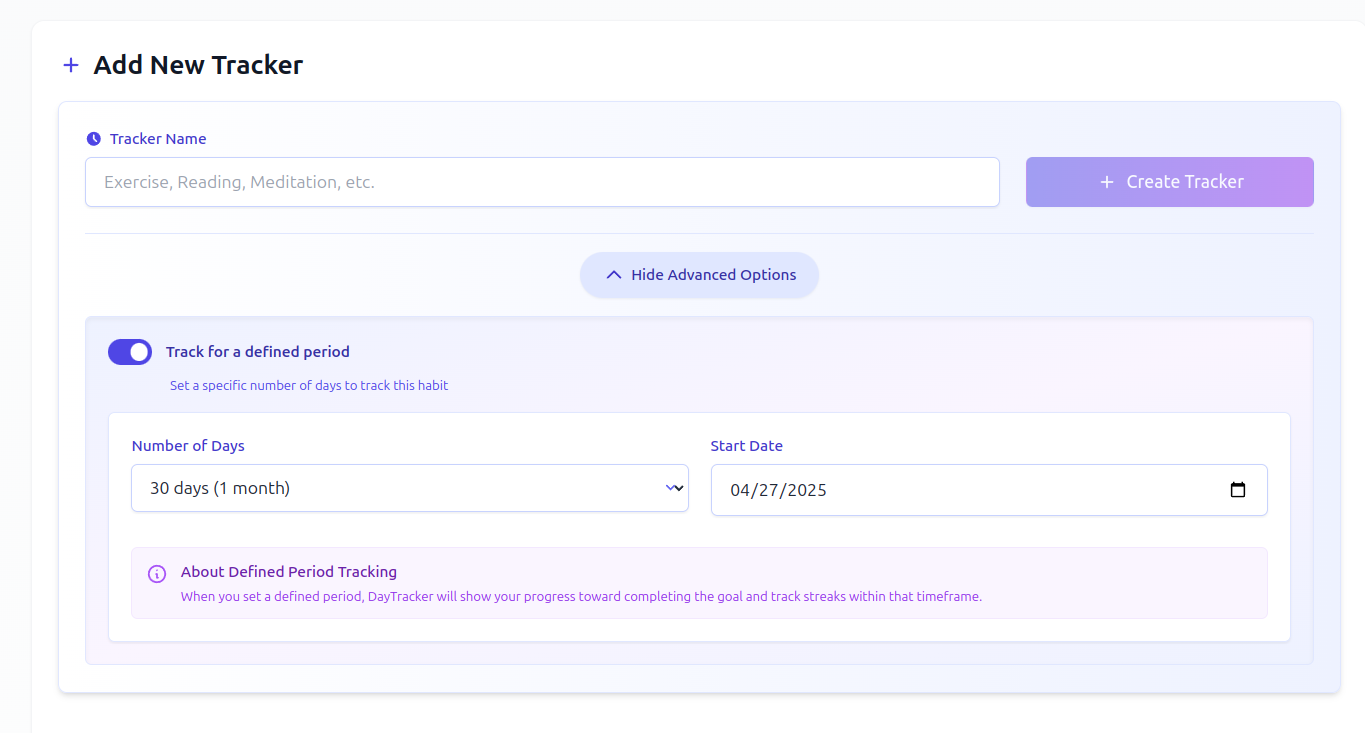 Add New Tracker
Tracker Name
Exercise, Reading, Meditation, etc.
Create Tracker
Hide Advanced Options
Track for a defined period
Set a specific number of days to track this habit
Number of Days
Start Date
30 days (1 month)
04/27/2025
About Defined Period Tracking
When you set a defined period, DayTracker will show your progress toward completing the goal and track streaks within that timeframe.